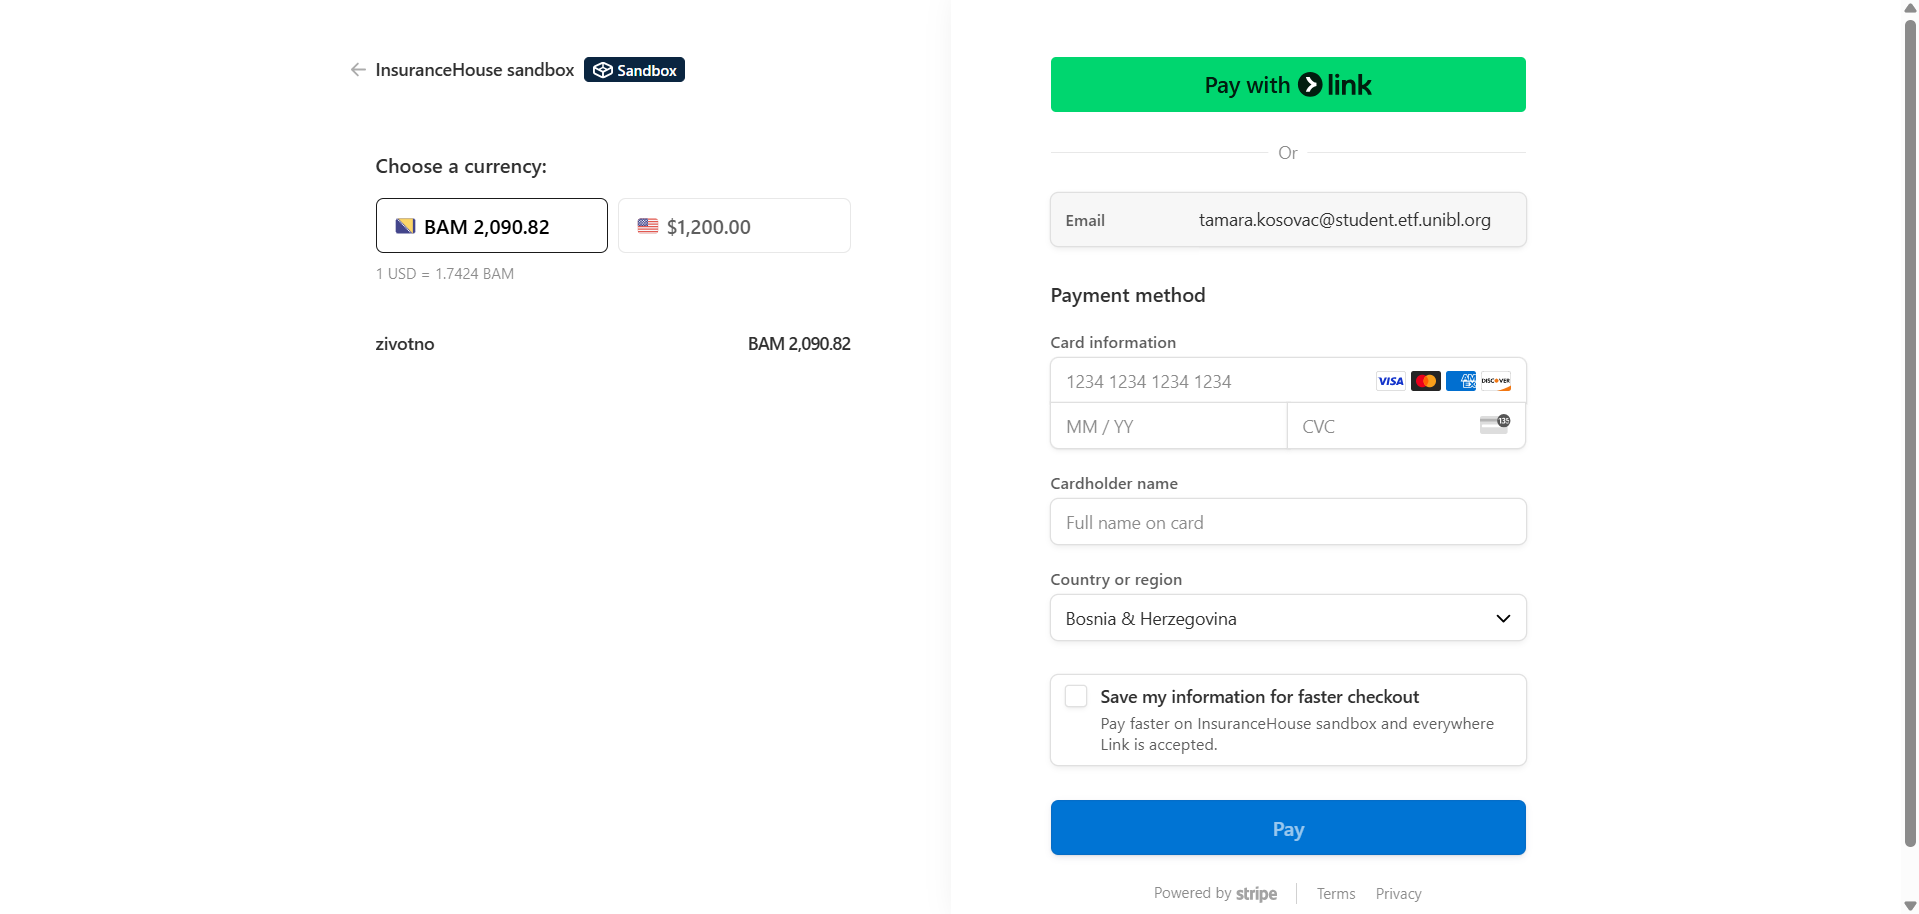 InsuranceHouse sandbox Sandbox
Choose a currency:
BAM 2,090.82 $1,200.00
1 USD = 1.7424 BAM
zivotno BAM 2,090.82
Pay with link
Or
Email tamara.kosovac@student.etf.unibl.org
Payment method
Card information
1234 1234 1234 1234 VISA AMEX DISCOVER
MM / YY CVC 135
Cardholder name
Full name on card
Country or region
Bosnia & Herzegovina
Save my information for faster checkout
Pay faster on InsuranceHouse sandbox and everywhere
Link is accepted.
Pay
Powered by stripe Terms Privacy